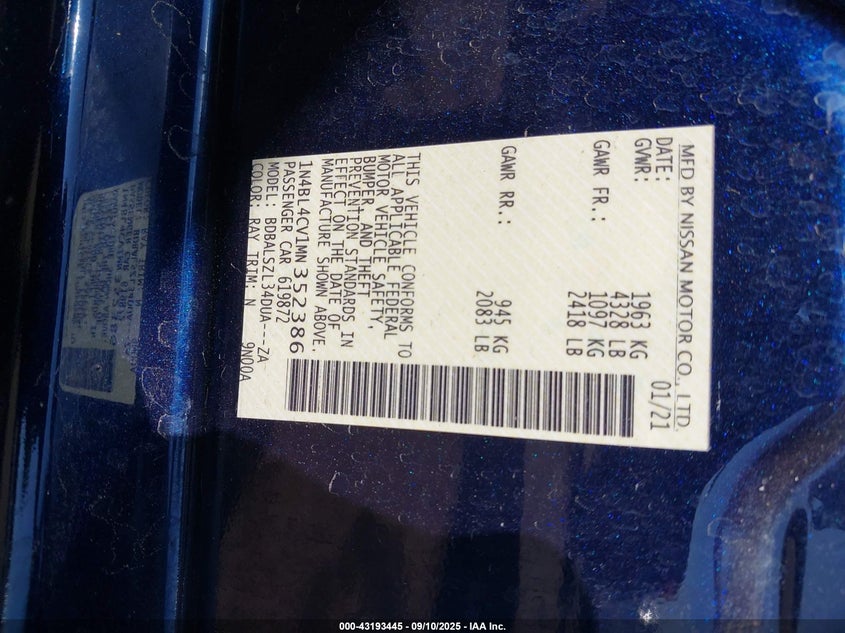 MFD BY NISSAN MOTOR CO., LTD.
DATE: 01/21
GVWR: 1963 KG
4328 LB
GAWR FR.: 1097 KG
2418 LB
GAWR RR.: 945 KG
2083 LB
THIS VEHICLE CONFORMS TO
ALL APPLICABLE FEDERAL
MOTOR VEHICLE SAFETY,
BUMPER, AND THEFT
PREVENTION STANDARDS IN
EFFECT ON THE DATE OF
MANUFACTURE SHOWN ABOVE.
1N4BL4CV1MN352386
PASSENGER CAR 619872
MODEL: BDBALSZL34DUA---ZA
COLOR: RAY TRIM: N 9N00A
000-43193445 - 09/10/2025 - IAA Inc.